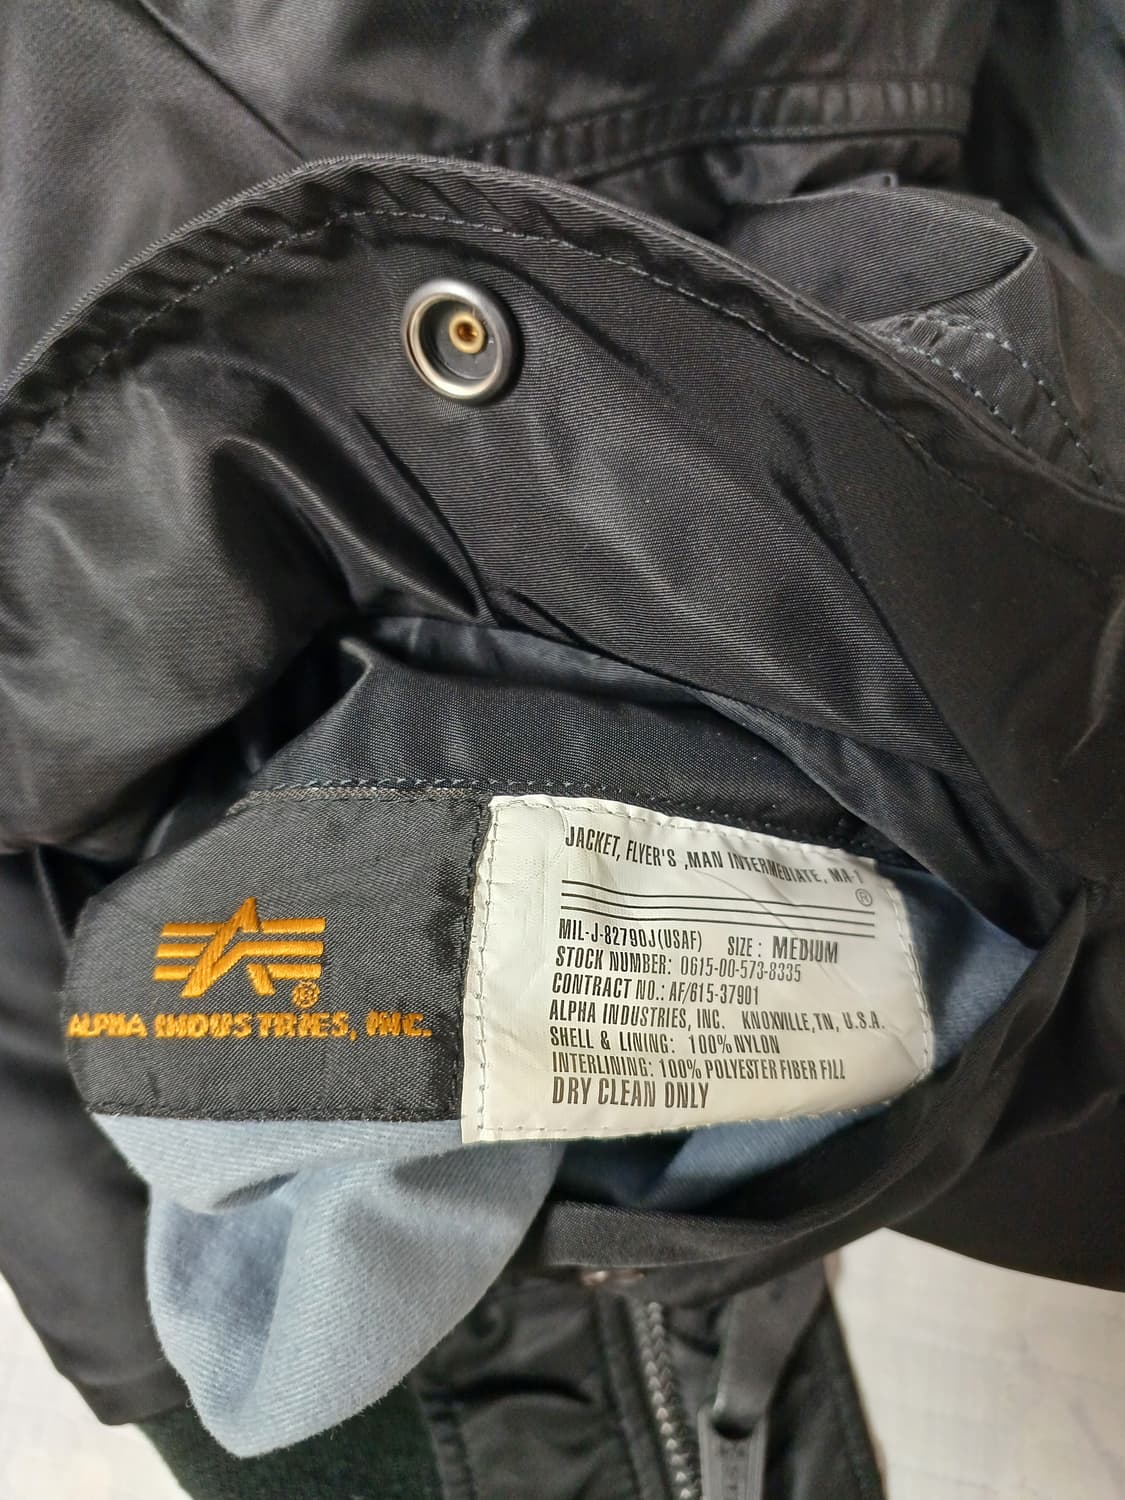 ALPHA INDUSTRIES, INC.
®
JACKET, FLYER'S ,MAN INTERMEDIATE, MA-1
®
MIL-J-82790J(USAF) SIZE: MEDIUM
STOCK NUMBER: 0615-00-573-8335
CONTRACT NO.: AF/615-37901
ALPHA INDUSTRIES, INC. KNOXVILLE,TN, U.S.A.
SHELL & LINING: 100% NYLON
INTERLINING: 100% POLYESTER FIBER FILL
DRY CLEAN ONLY